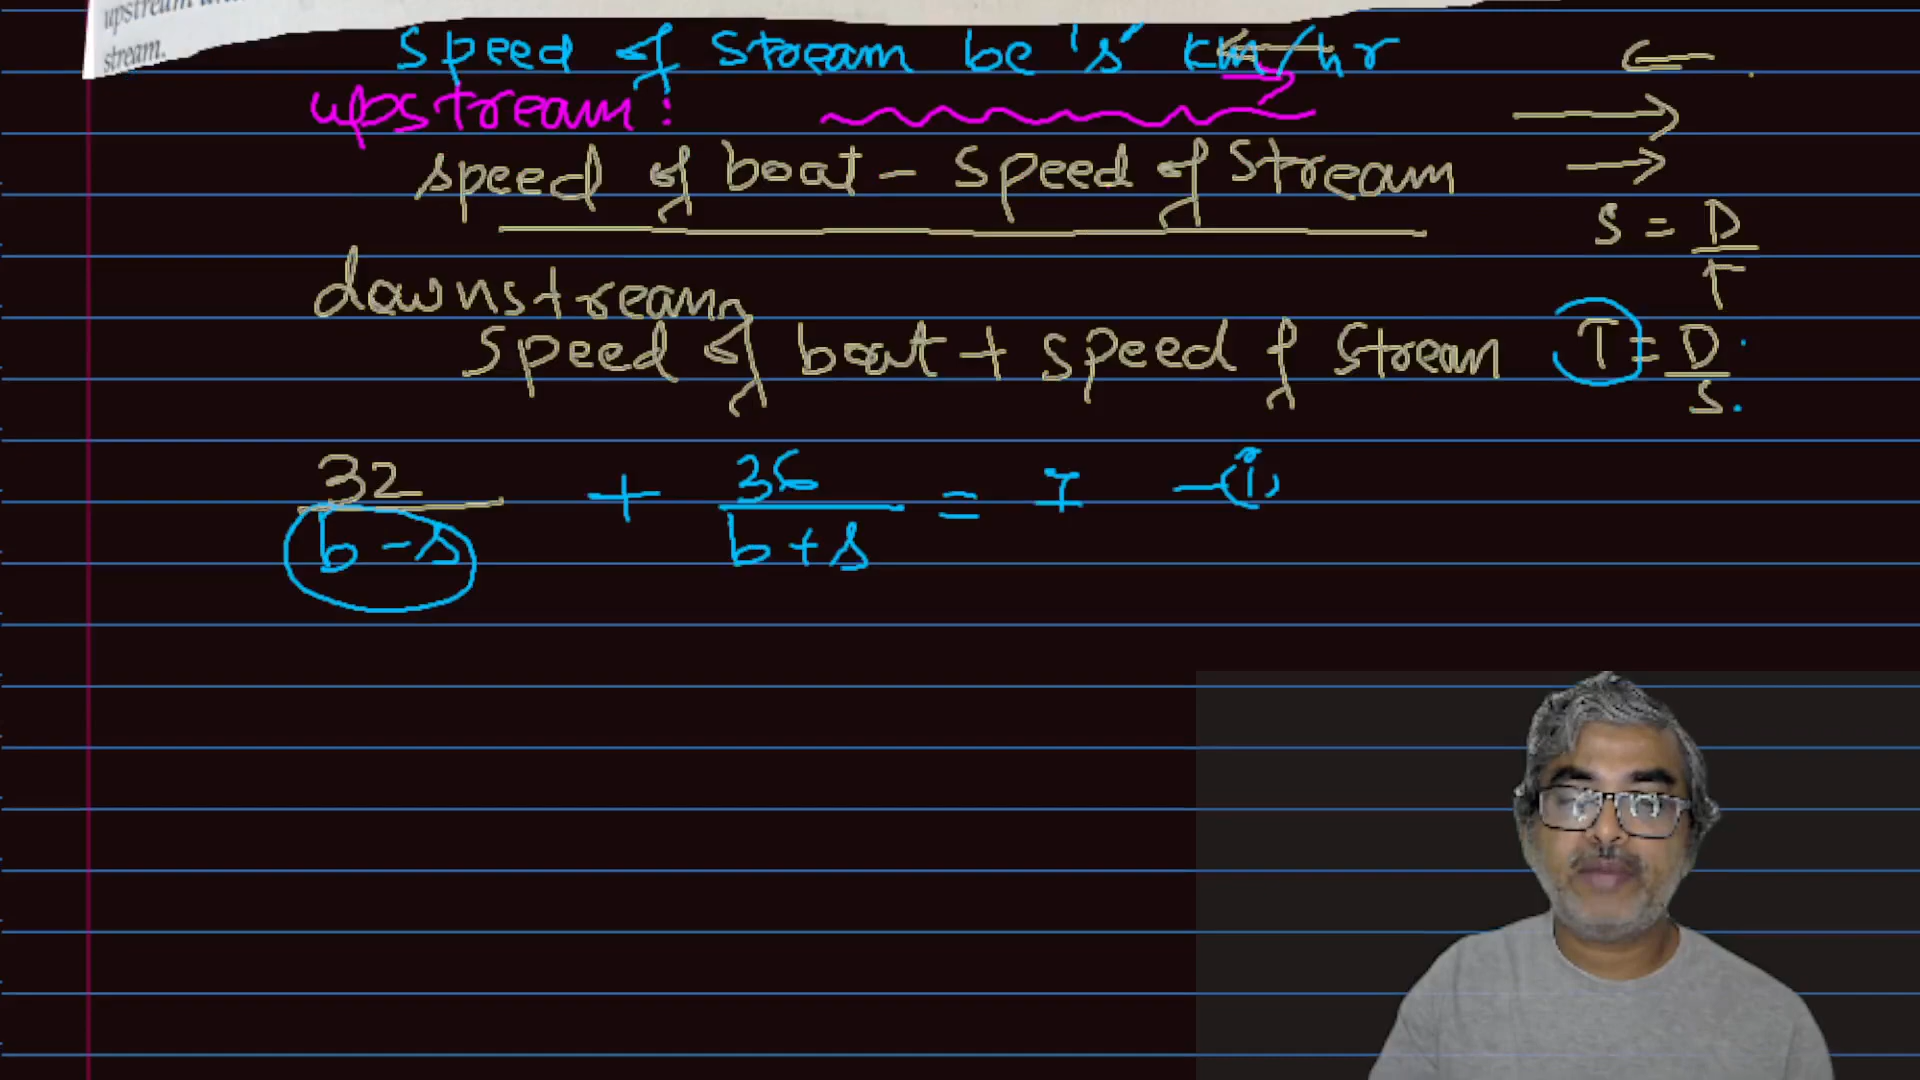 upstream
stream.
Speed of Stream be 's' km/hr
upstream:
speed of boat - Speed of Stream
S = D/T
downstream
Speed of boat + Speed of Stream
T = D/S
32/(b-s) + 36/(b+s) = 7 -(i)